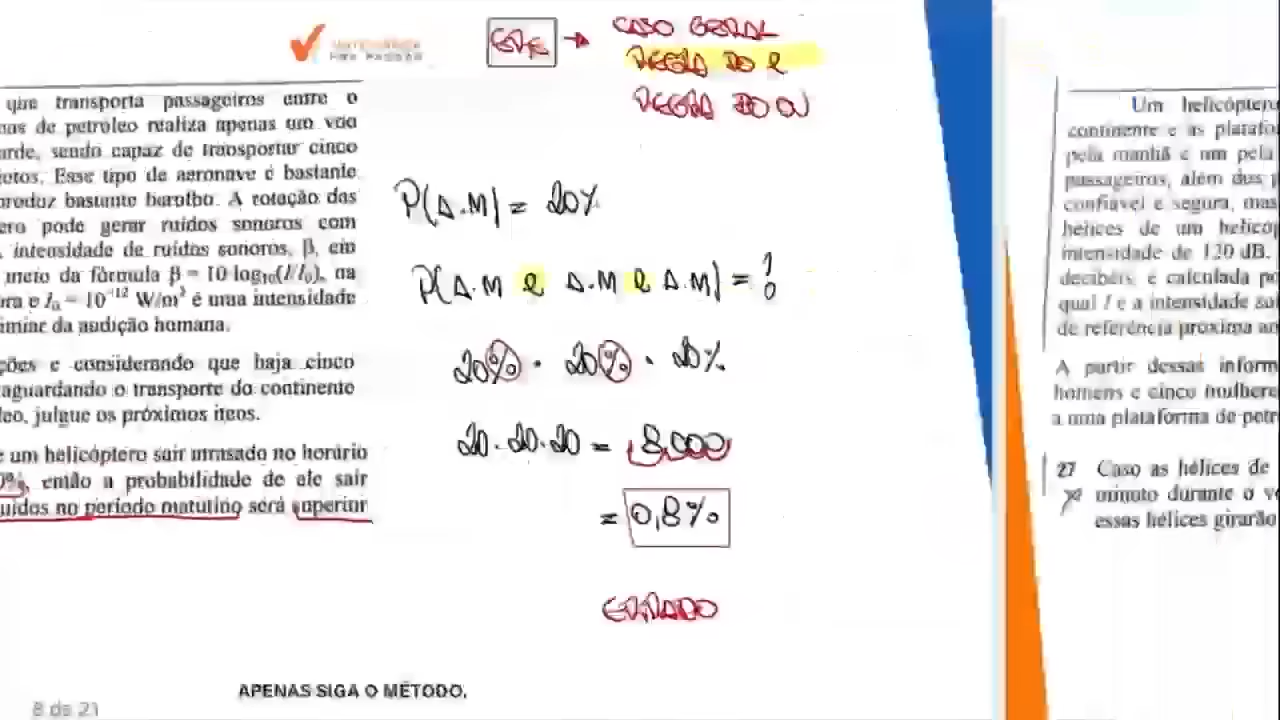 CASO GERAL
REGRA DO E
REGRA DO OU
que transporta passageiros entre o
de petróleo realiza apenas um voo
arde, sendo capaz de transportar cinco
Esse tipo de aeronave é bastante
produz bastante barulho. A rotação das
pode gerar ruídos sonoros com
intensidade de ruídos sonoros, β, em
meio da fórmula β = 10 log₁₀(I/I₀), na
e I₀ = 10⁻¹² W/m² é uma intensidade
limiar da audição humana.
ções e considerando que haja cinco
aguardando o transporte do continente
leo, julgue os próximos itens.
e um helicóptero sair atrasado no horário
0%, então a probabilidade de ele sair
uidos no período matutino será superior
P(A.M) = 20%
P(A.M e A.M e A.M) = ?
20% · 20% · 20%
20·20·20 = 8.000
= 0,8%
ERRADO
APENAS SIGA O MÉTODO.
8 de 21
Um helicóptero
continente e as platafo
pela manhã e um pela
passageiros, além dos p
confiável e segura, mas
hélices de um helicóp
intensidade de 120 dB.
decibéis, é calculada po
qual I é a intensidade so
de referência próxima ao
A partir dessas inform
homens e cinco mulhere
a uma plataforma de petr
27 Caso as hélices de
minuto durante o v
essas hélices girarão